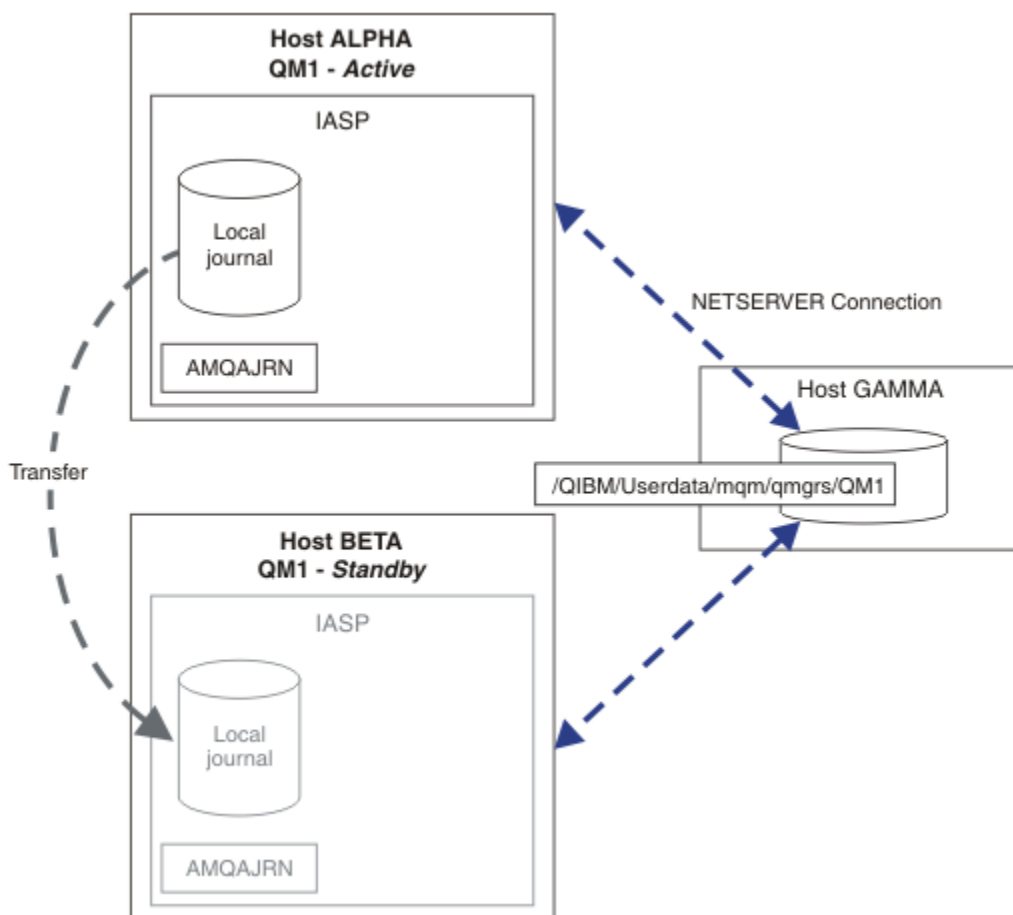 Host ALPHA
QM1 - Active
IASP
Local
journal
AMQAJRN
NETSERVER Connection
Host GAMMA
/QIBM/Userdata/mqm/qmgrs/QM1
Transfer
Host BETA
QM1 - Standby
IASP
Local
journal
AMQAJRN